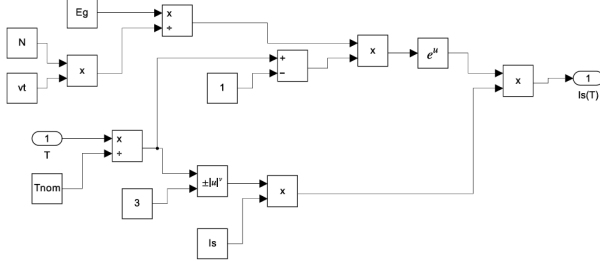 Eg
x
÷
N
x
vt
x
e^u
+
−
1
x
1
Is(T)
1
T
x
÷
Tnom
±|u|^v
3
x
Is